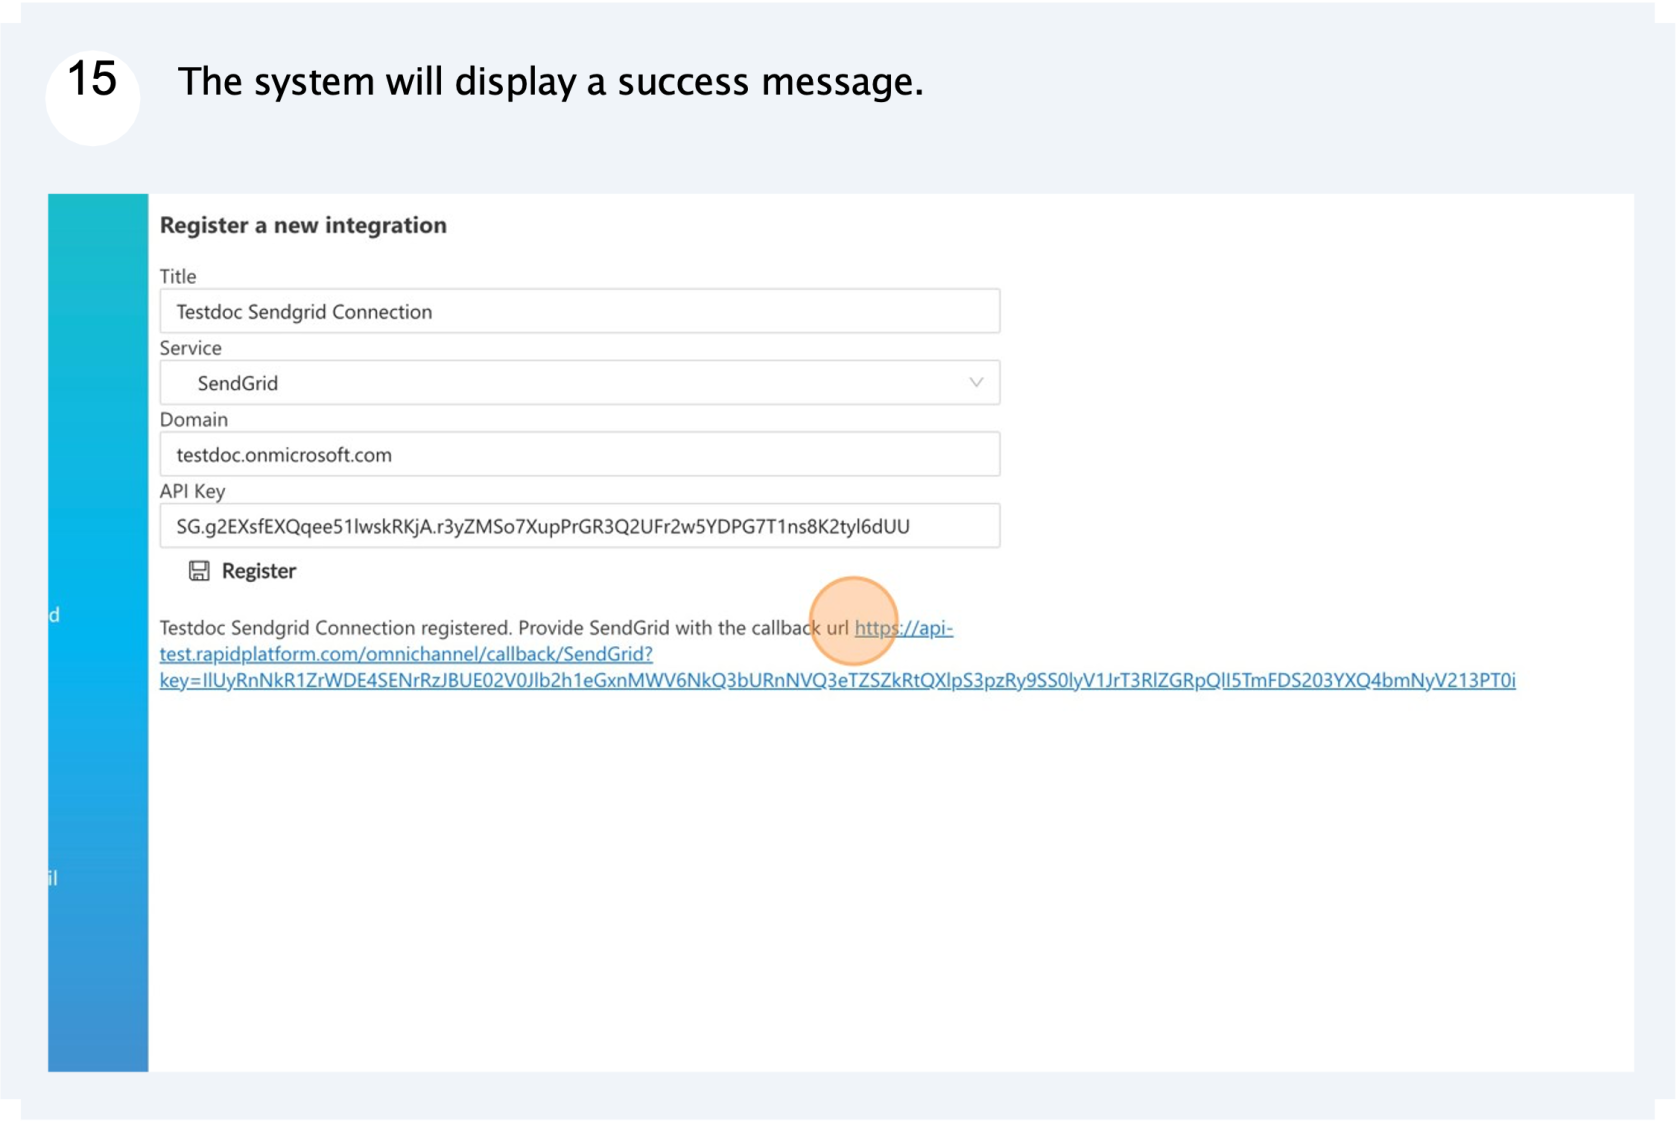 15
The system will display a success message.
Register a new integration
Title
Testdoc Sendgrid Connection
Service
SendGrid
Domain
testdoc.onmicrosoft.com
API Key
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
Register
d
Testdoc Sendgrid Connection registered. Provide SendGrid with the callback url https://api-
test.rapidplatform.com/omnichannel/callback/SendGrid?
key=IlUyRnNkR1ZrWDE4SENrRzJBUE02V0Jlb2h1eGxnMWV6NkQ3bURnNVQ3eTZSZkRtQXlpS3pzRy9SS0lyV1JrT3RlZGRpQlI5TmFDS203YXQ4bmNyV213PT0i
il